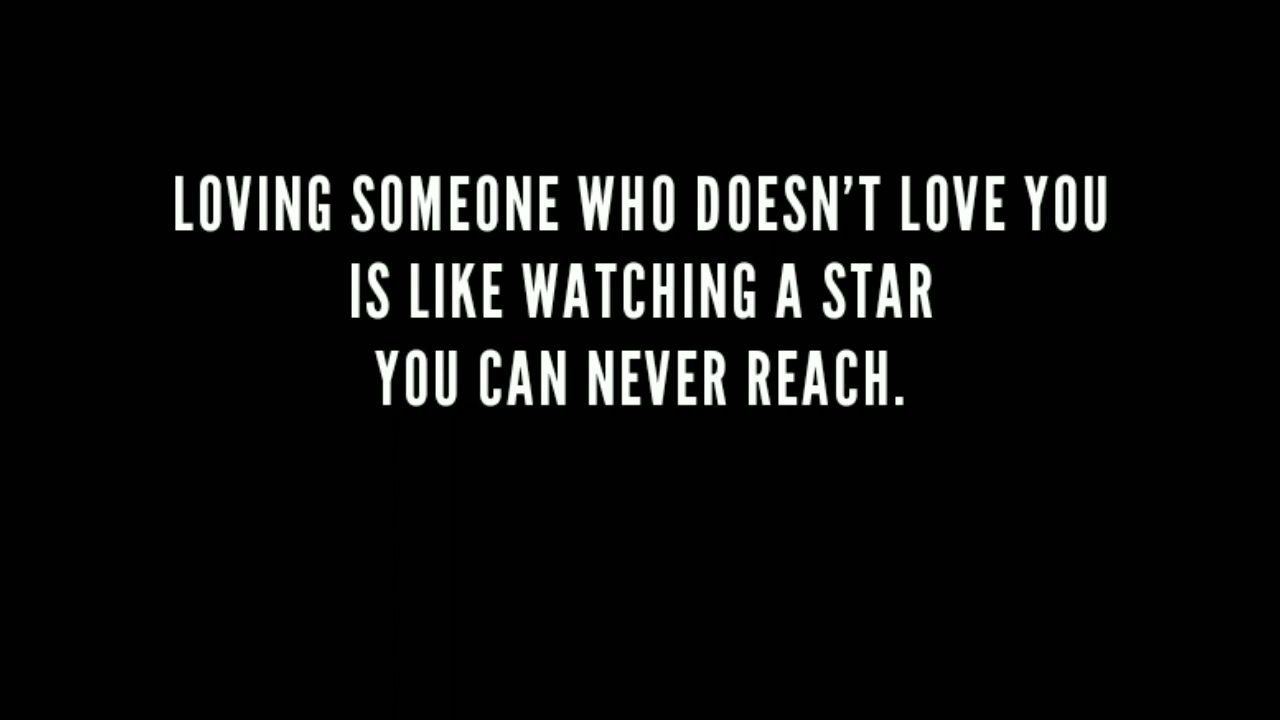 LOVING SOMEONE WHO DOESN’T LOVE YOU
IS LIKE WATCHING A STAR
YOU CAN NEVER REACH.